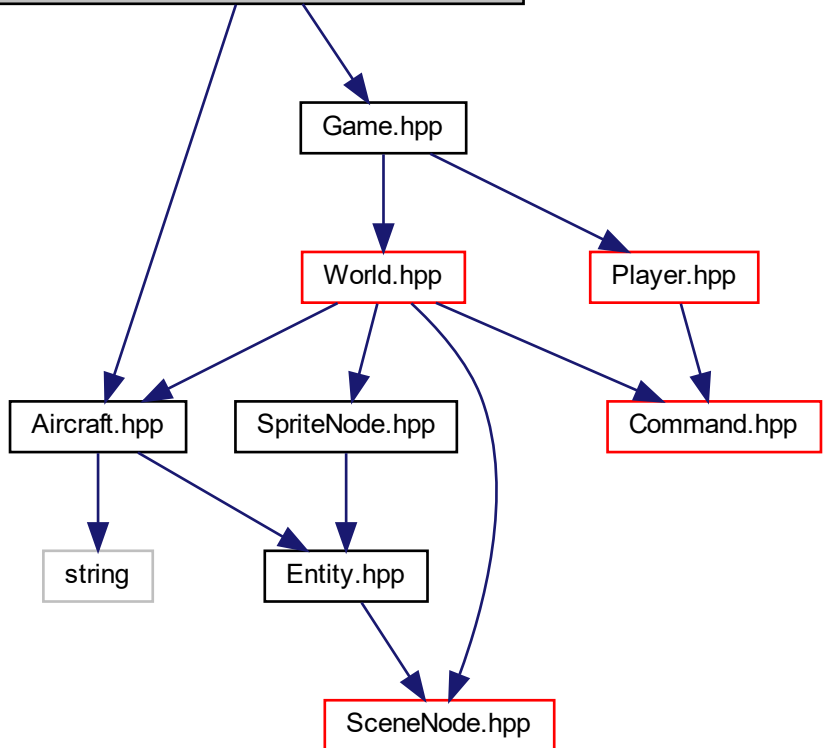 Game.hpp
World.hpp
Player.hpp
Aircraft.hpp
SpriteNode.hpp
Command.hpp
string
Entity.hpp
SceneNode.hpp